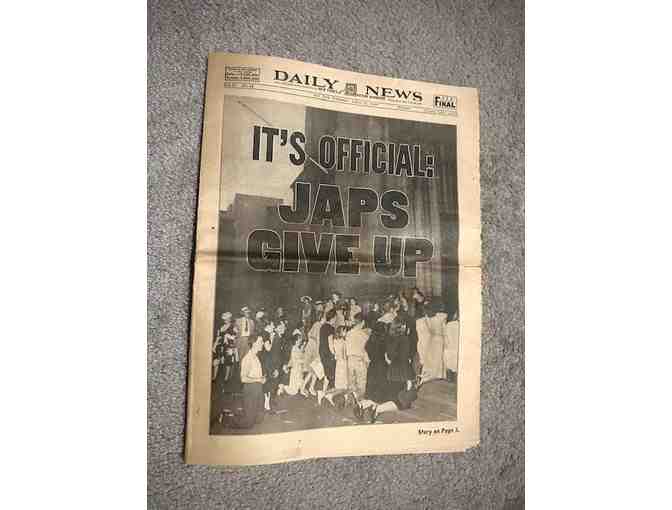 DAILY NEWS
FINAL
IT'S OFFICIAL:
JAPS
GIVE UP
Story on Page 3.